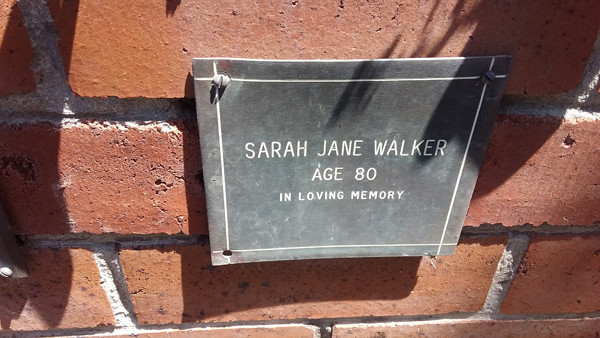 SARAH JANE WALKER
AGE 80
IN LOVING MEMORY